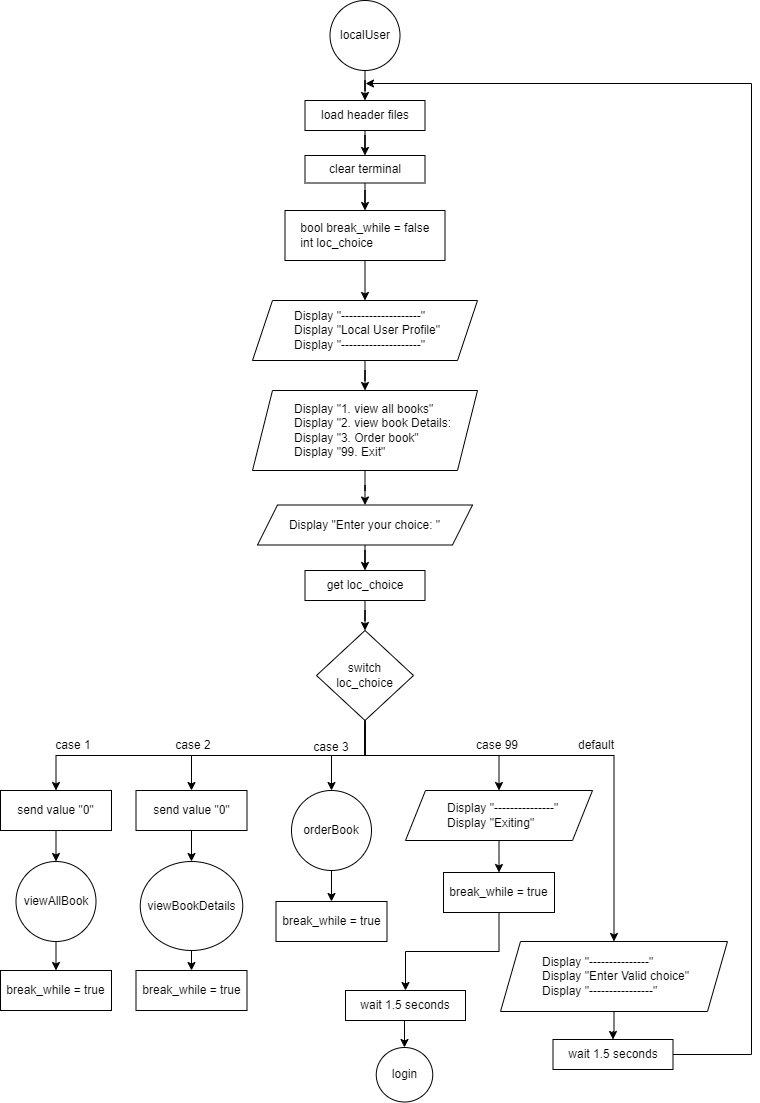 localUser
load header files
clear terminal
bool break_while = false
int loc_choice
Display "--------------------"
Display "Local User Profile"
Display "--------------------"
Display "1. view all books"
Display "2. view book Details:
Display "3. Order book"
Display "99. Exit"
Display "Enter your choice: "
get loc_choice
switch
loc_choice
case 1
case 2
case 3
case 99
default
send value "0"
send value "0"
orderBook
Display "---------------"
Display "Exiting"
viewAllBook
viewBookDetails
break_while = true
break_while = true
break_while = true
break_while = true
Display "---------------"
Display "Enter Valid choice"
Display "----------------"
wait 1.5 seconds
wait 1.5 seconds
login